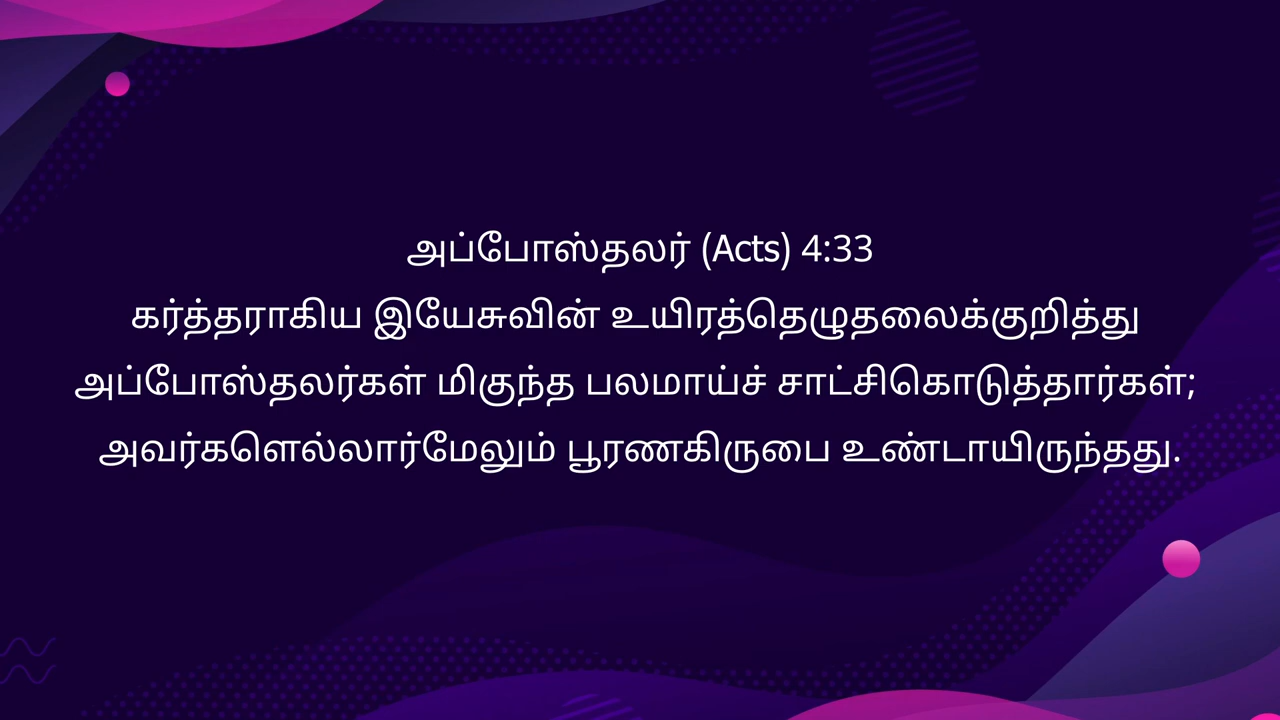 அப்போஸ்தலர் (Acts) 4:33
கர்த்தராகிய இயேசுவின் உயிரத்தெழுதலைக்குறித்து
அப்போஸ்தலர்கள் மிகுந்த பலமாய்ச் சாட்சிகொடுத்தார்கள்;
அவர்களெல்லார்மேலும் பூரணகிருபை உண்டாயிருந்தது.